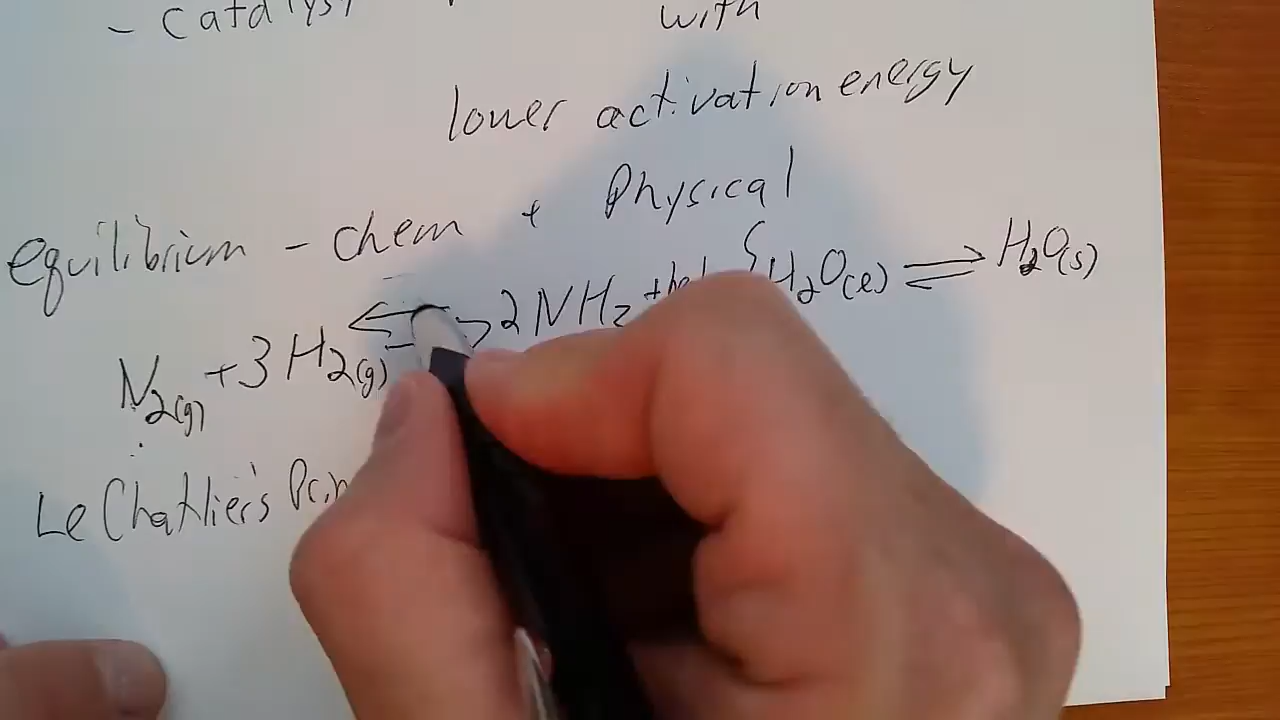 - Catalyst with
lower activation energy
equilibrium - chem + Physical
H₂O(l) ⇌ H₂O(s)
N₂(g) + 3H₂(g) ⇌ 2NH₃
Le Chatlier's